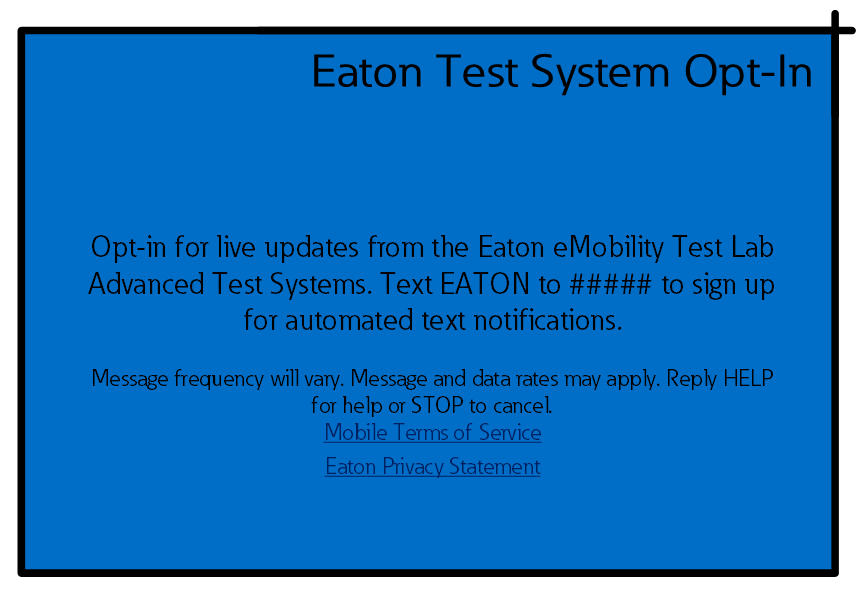 Eaton Test System Opt-In
Opt-in for live updates from the Eaton eMobility Test Lab
Advanced Test Systems. Text EATON to ##### to sign up
for automated text notifications.
Message frequency will vary. Message and data rates may apply. Reply HELP
for help or STOP to cancel.
Mobile Terms of Service
Eaton Privacy Statement